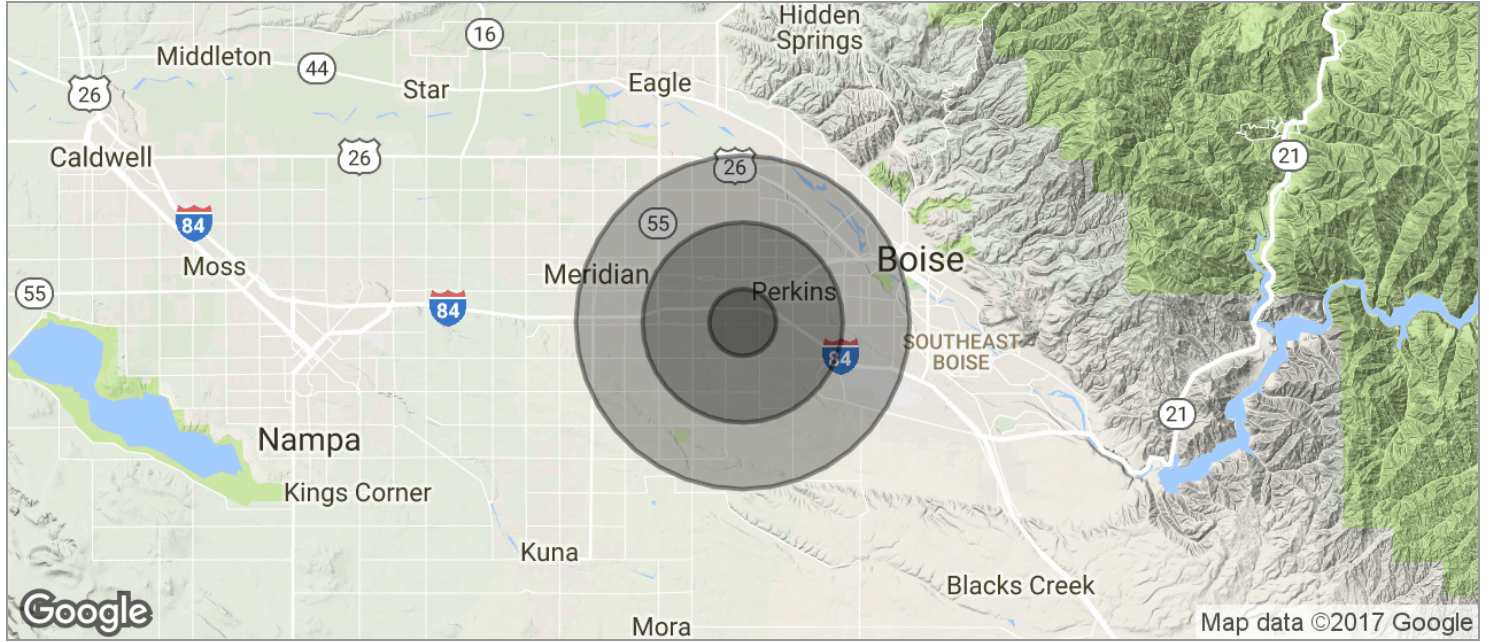 Hidden
Springs
16
Middleton
44
Star
Eagle
26
Caldwell
26
26
21
84
55
Moss
Meridian
Boise
55
84
Perkins
SOUTHEAST
BOISE
84
21
Nampa
Kings Corner
Kuna
Blacks Creek
Mora
Google
Map data ©2017 Google